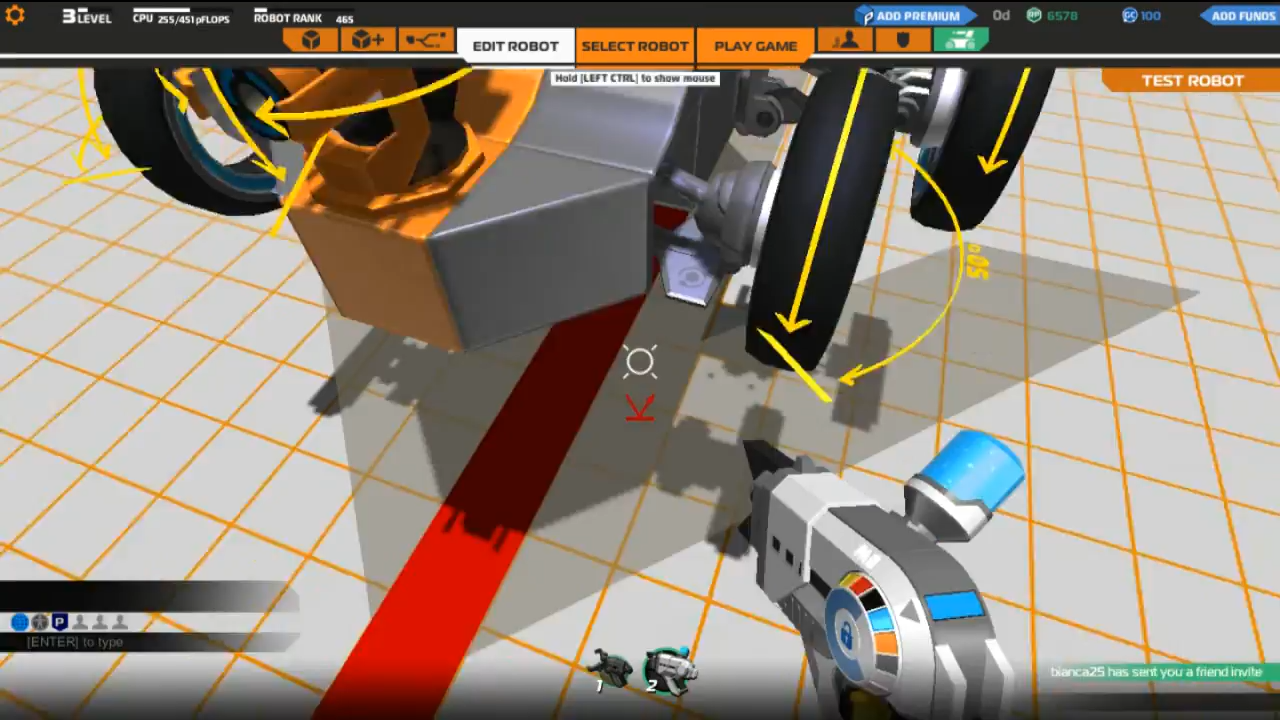 3 LEVEL
CPU 255/451 pFLOPS
ROBOT RANK 465
ADD PREMIUM
0d
RP 6578
GC 100
ADD FUNDS
EDIT ROBOT
SELECT ROBOT
PLAY GAME
Hold [LEFT CTRL] to show mouse
TEST ROBOT
50°
P
[ENTER] to type
1
2
bianca25 has sent you a friend invite